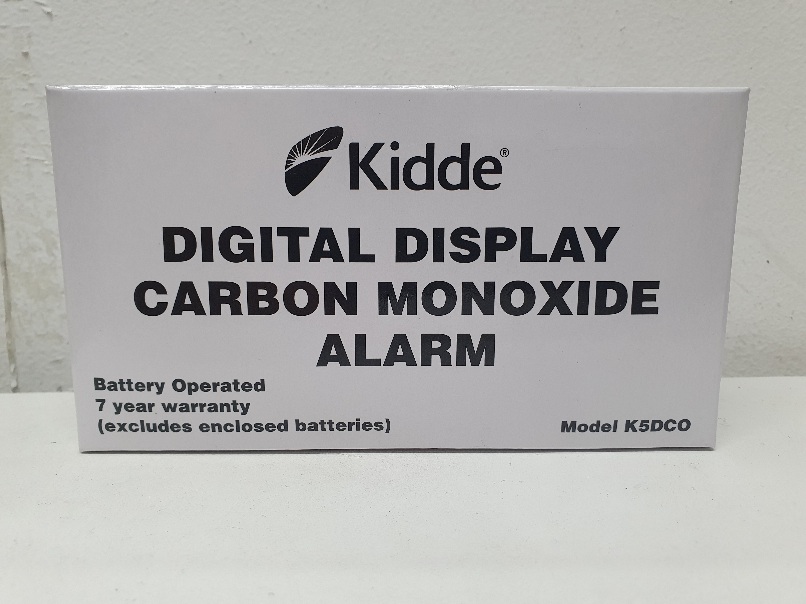 Kidde®
DIGITAL DISPLAY
CARBON MONOXIDE
ALARM
Battery Operated
7 year warranty
(excludes enclosed batteries)
Model K5DCO